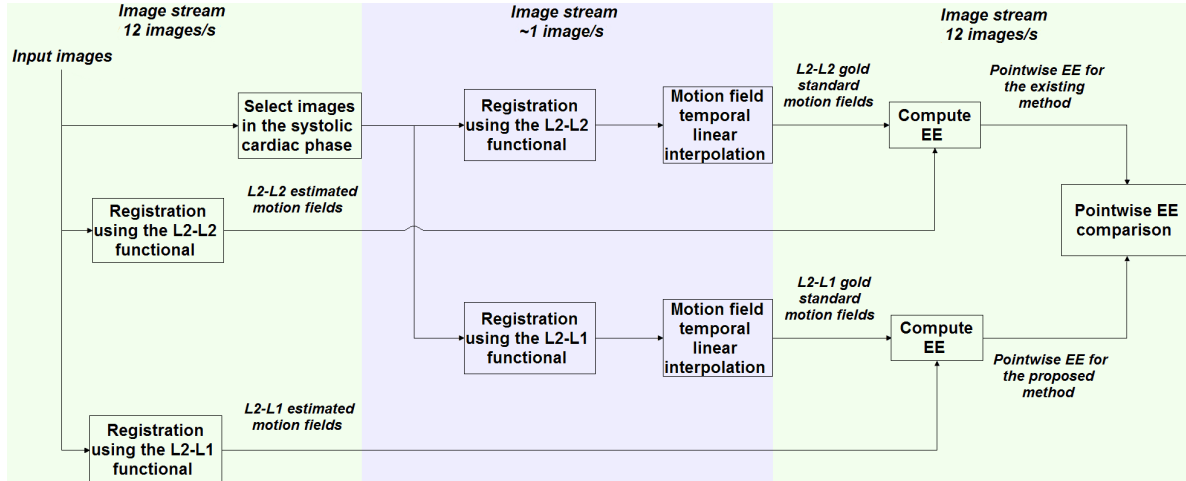 Image stream
12 images/s
Image stream
~1 image/s
Image stream
12 images/s
Input images
Select images
in the systolic
cardiac phase
Registration
using the L2-L2
functional
Motion field
temporal
linear
interpolation
L2-L2 gold
standard
motion fields
Compute
EE
Pointwise EE for
the existing
method
L2-L2 estimated
motion fields
Registration
using the L2-L2
functional
Pointwise EE
comparison
Registration
using the L2-L1
functional
Motion field
temporal
linear
interpolation
L2-L1 gold
standard
motion fields
Compute
EE
Pointwise EE for
the proposed
method
L2-L1 estimated
motion fields
Registration
using the L2-L1
functional